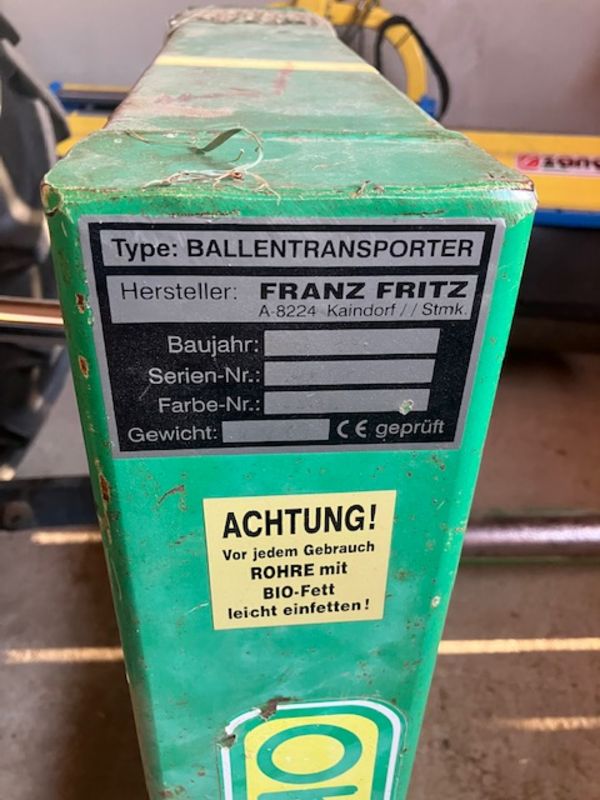 Type: BALLENTRANSPORTER
Hersteller: FRANZ FRITZ
A-8224 Kaindorf // Stmk.
Baujahr:
Serien-Nr.:
Farbe-Nr.:
Gewicht: CE geprüft
ACHTUNG!
Vor jedem Gebrauch
ROHRE mit
BIO-Fett
leicht einfetten!